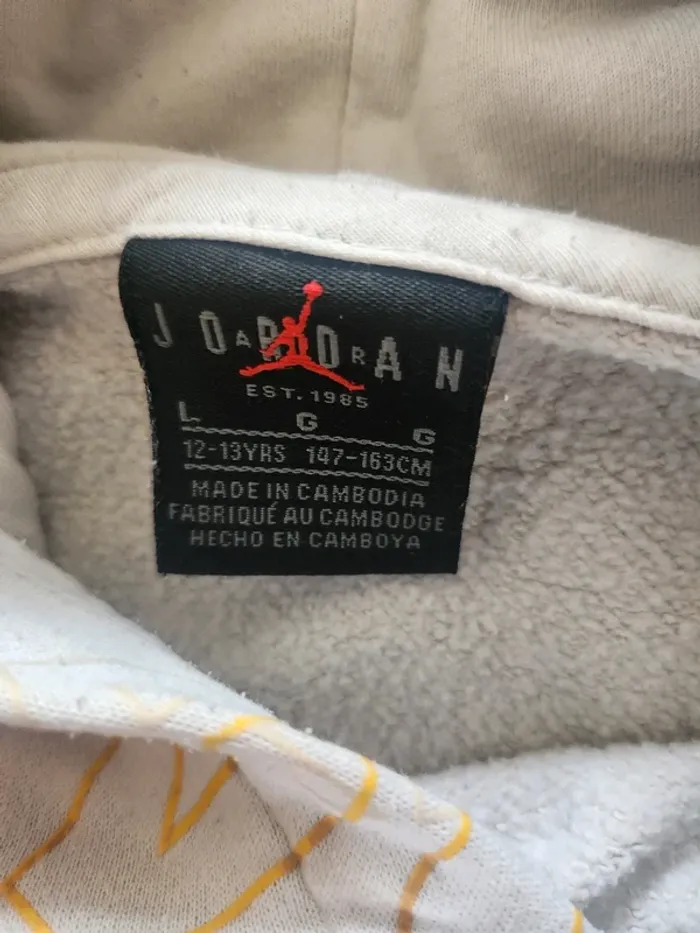 JORDAN
EST. 1985
L G G
12-13YRS 147-163CM
MADE IN CAMBODIA
FABRIQUÉ AU CAMBODGE
HECHO EN CAMBOYA